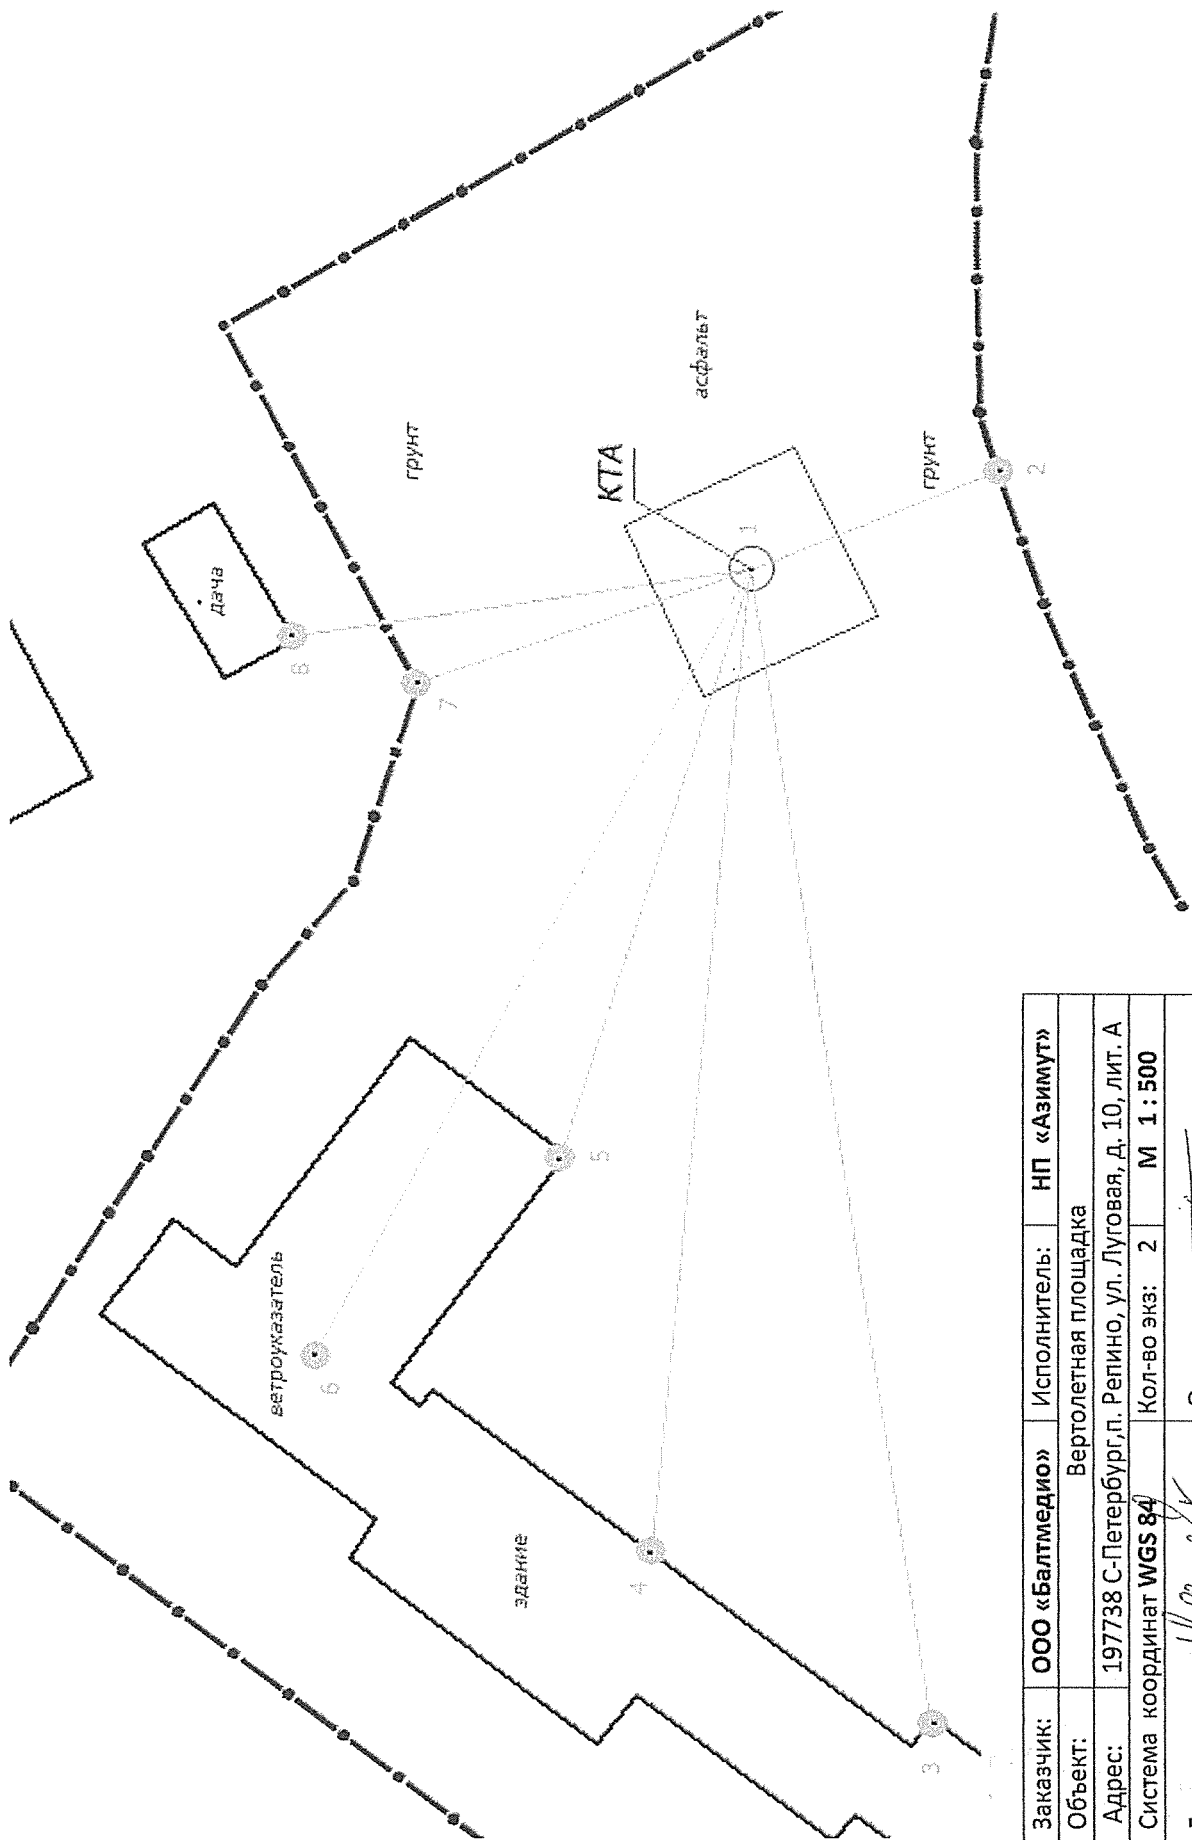 дача
8
7
грунт
асфальт
КТА
1
грунт
2
ветроуказатель
6
5
здание
4
3
Заказчик: ООО «Балтмедио» Исполнитель: НП «Азимут»
Объект: Вертолетная площадка
Адрес: 197738 С-Петербург,п. Репино, ул. Луговая, д. 10, лит. А
Система координат WGS 84 Кол-во экз: 2 М 1 : 500